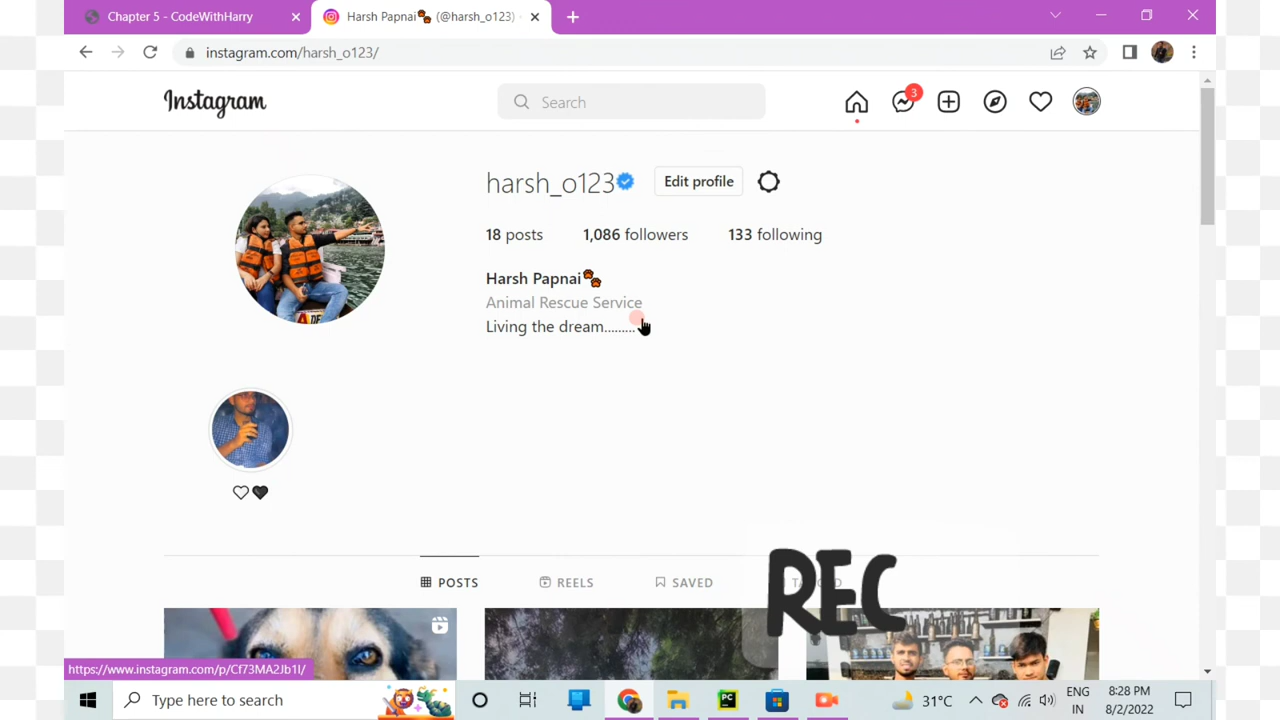 Chapter 5 - CodeWithHarry
Harsh Papnai🐾 (@harsh_o123)
instagram.com/harsh_o123/
Instagram
Search
3
harsh_o123
Edit profile
18 posts
1,086 followers
133 following
Harsh Papnai🐾
Animal Rescue Service
Living the dream.........
POSTS
REELS
SAVED
REC
https://www.instagram.com/p/Cf73MA2Jb1I/
Type here to search
31°C
ENG
IN
8:28 PM
8/2/2022